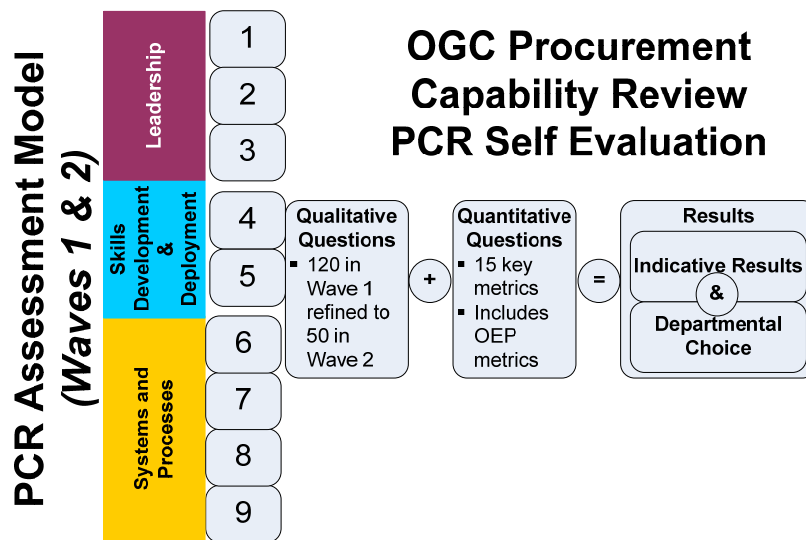 PCR Assessment Model
(Waves 1 & 2)
Leadership
Skills
Development
&
Deployment
Systems and
Processes
1
2
3
4
5
6
7
8
9
OGC Procurement
Capability Review
PCR Self Evaluation
Qualitative
Questions
▪ 120 in
Wave 1
refined to
50 in
Wave 2
+
Quantitative
Questions
▪ 15 key
metrics
▪ Includes
OEP
metrics
=
Results
Indicative Results
&
Departmental
Choice